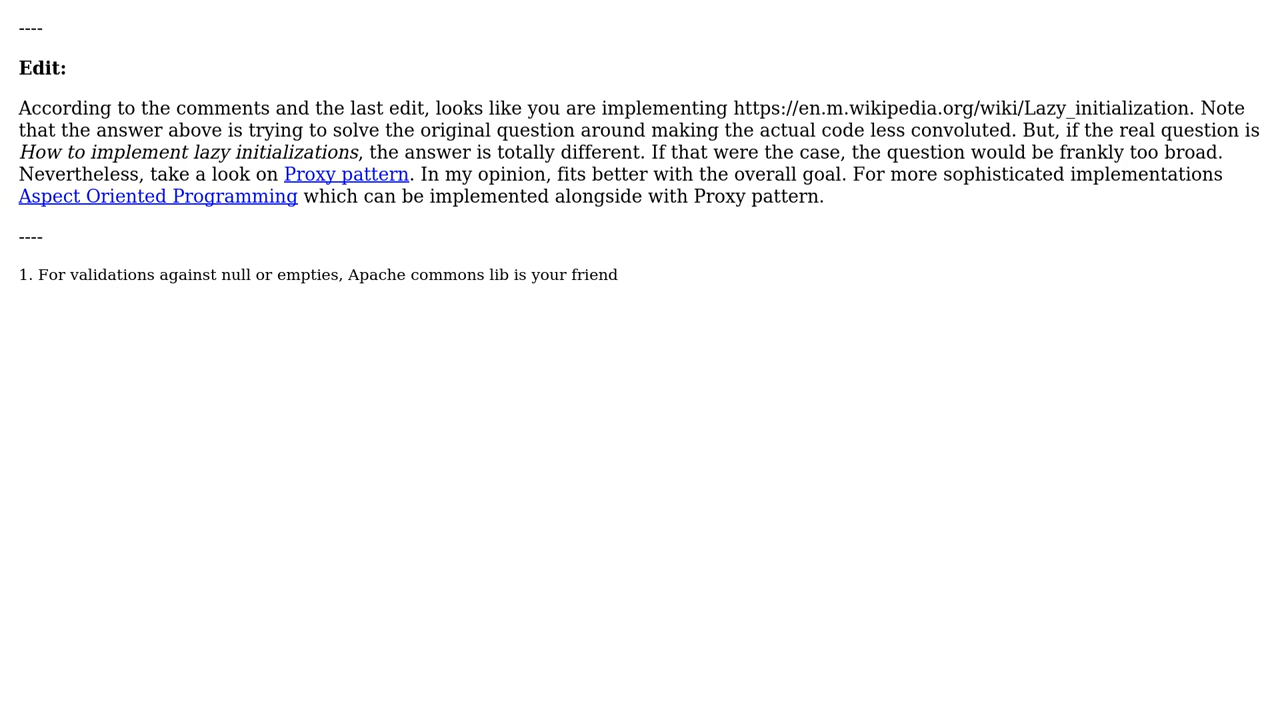 ----
Edit:
According to the comments and the last edit, looks like you are implementing https://en.m.wikipedia.org/wiki/Lazy_initialization. Note
that the answer above is trying to solve the original question around making the actual code less convoluted. But, if the real question is
How to implement lazy initializations, the answer is totally different. If that were the case, the question would be frankly too broad.
Nevertheless, take a look on Proxy pattern. In my opinion, fits better with the overall goal. For more sophisticated implementations
Aspect Oriented Programming which can be implemented alongside with Proxy pattern.
----
1. For validations against null or empties, Apache commons lib is your friend